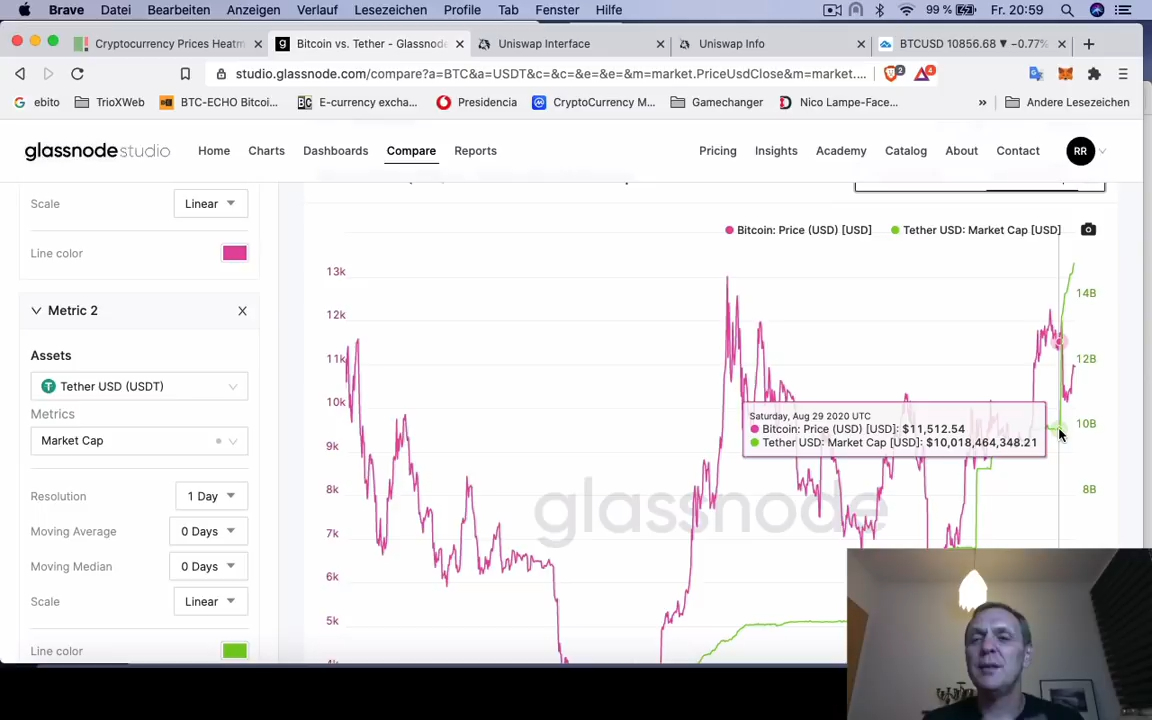 Brave Datei Bearbeiten Anzeigen Verlauf Lesezeichen Profile Tab Fenster Hilfe 99 % Fr. 20:59
Cryptocurrency Prices Heatm
Bitcoin vs. Tether - Glassnode
Uniswap Interface
Uniswap Info
BTCUSD 10856.68 ▼ −0.77%
studio.glassnode.com/compare?a=BTC&a=USDT&c=&c=&e=&e=&m=market.PriceUsdClose&m=market.... 2 4
ebito TrioXWeb BTC-ECHO Bitcoi... E-currency excha... Presidencia CryptoCurrency M... Gamechanger Nico Lampe-Face... » Andere Lesezeichen
glassnode studio Home Charts Dashboards Compare Reports Pricing Insights Academy Catalog About Contact RR
Scale Linear
Line color
Metric 2 X
Assets
Tether USD (USDT)
Metrics
Market Cap
Resolution 1 Day
Moving Average 0 Days
Moving Median 0 Days
Scale Linear
Line color
Bitcoin: Price (USD) [USD] Tether USD: Market Cap [USD]
13k
14B
12k
11k
12B
10k
10B
8k
8B
7k
6k
5k
4k
Saturday, Aug 29 2020 UTC
Bitcoin: Price (USD) [USD]: $11,512.54
Tether USD: Market Cap [USD]: $10,018,464,348.21
glassnode